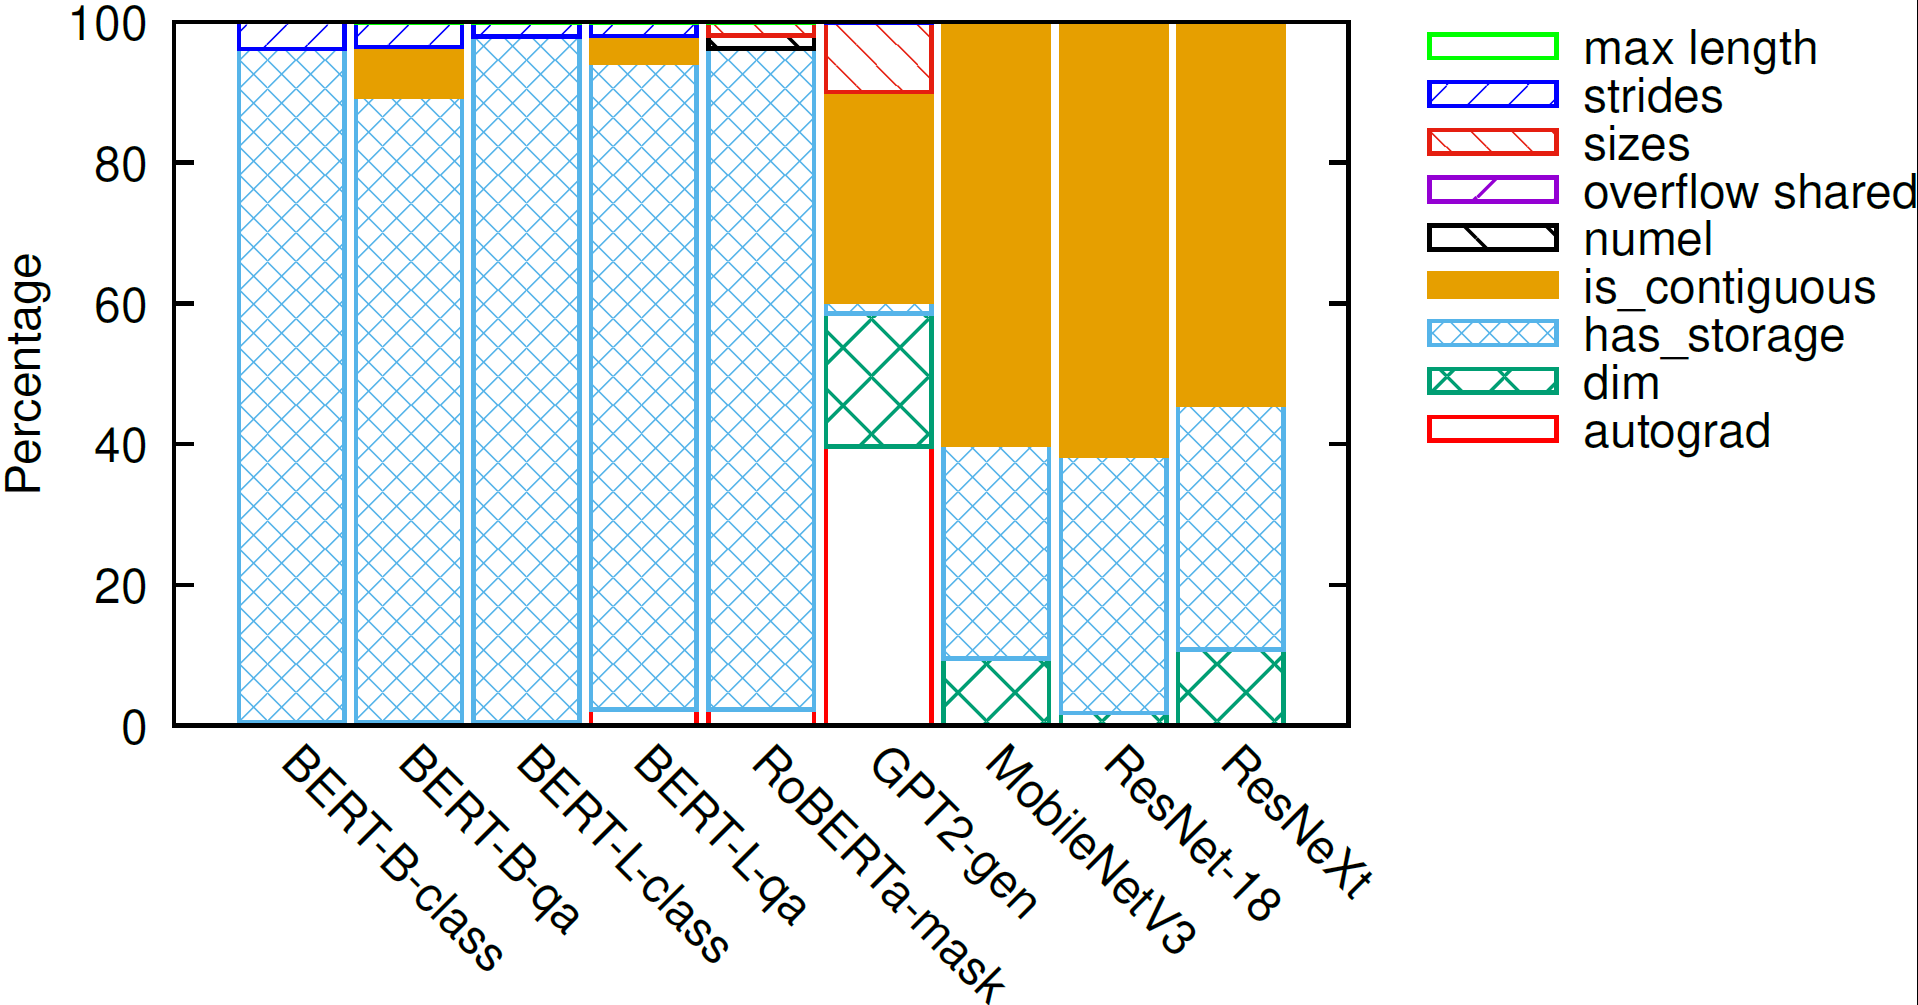 Percentage
100
80
60
40
20
0
BERT-B-class
BERT-B-qa
BERT-L-class
BERT-L-qa
RoBERTa-mask
GPT2-gen
MobileNetV3
ResNet-18
ResNeXt
max length
strides
sizes
overflow shared
numel
is_contiguous
has_storage
dim
autograd